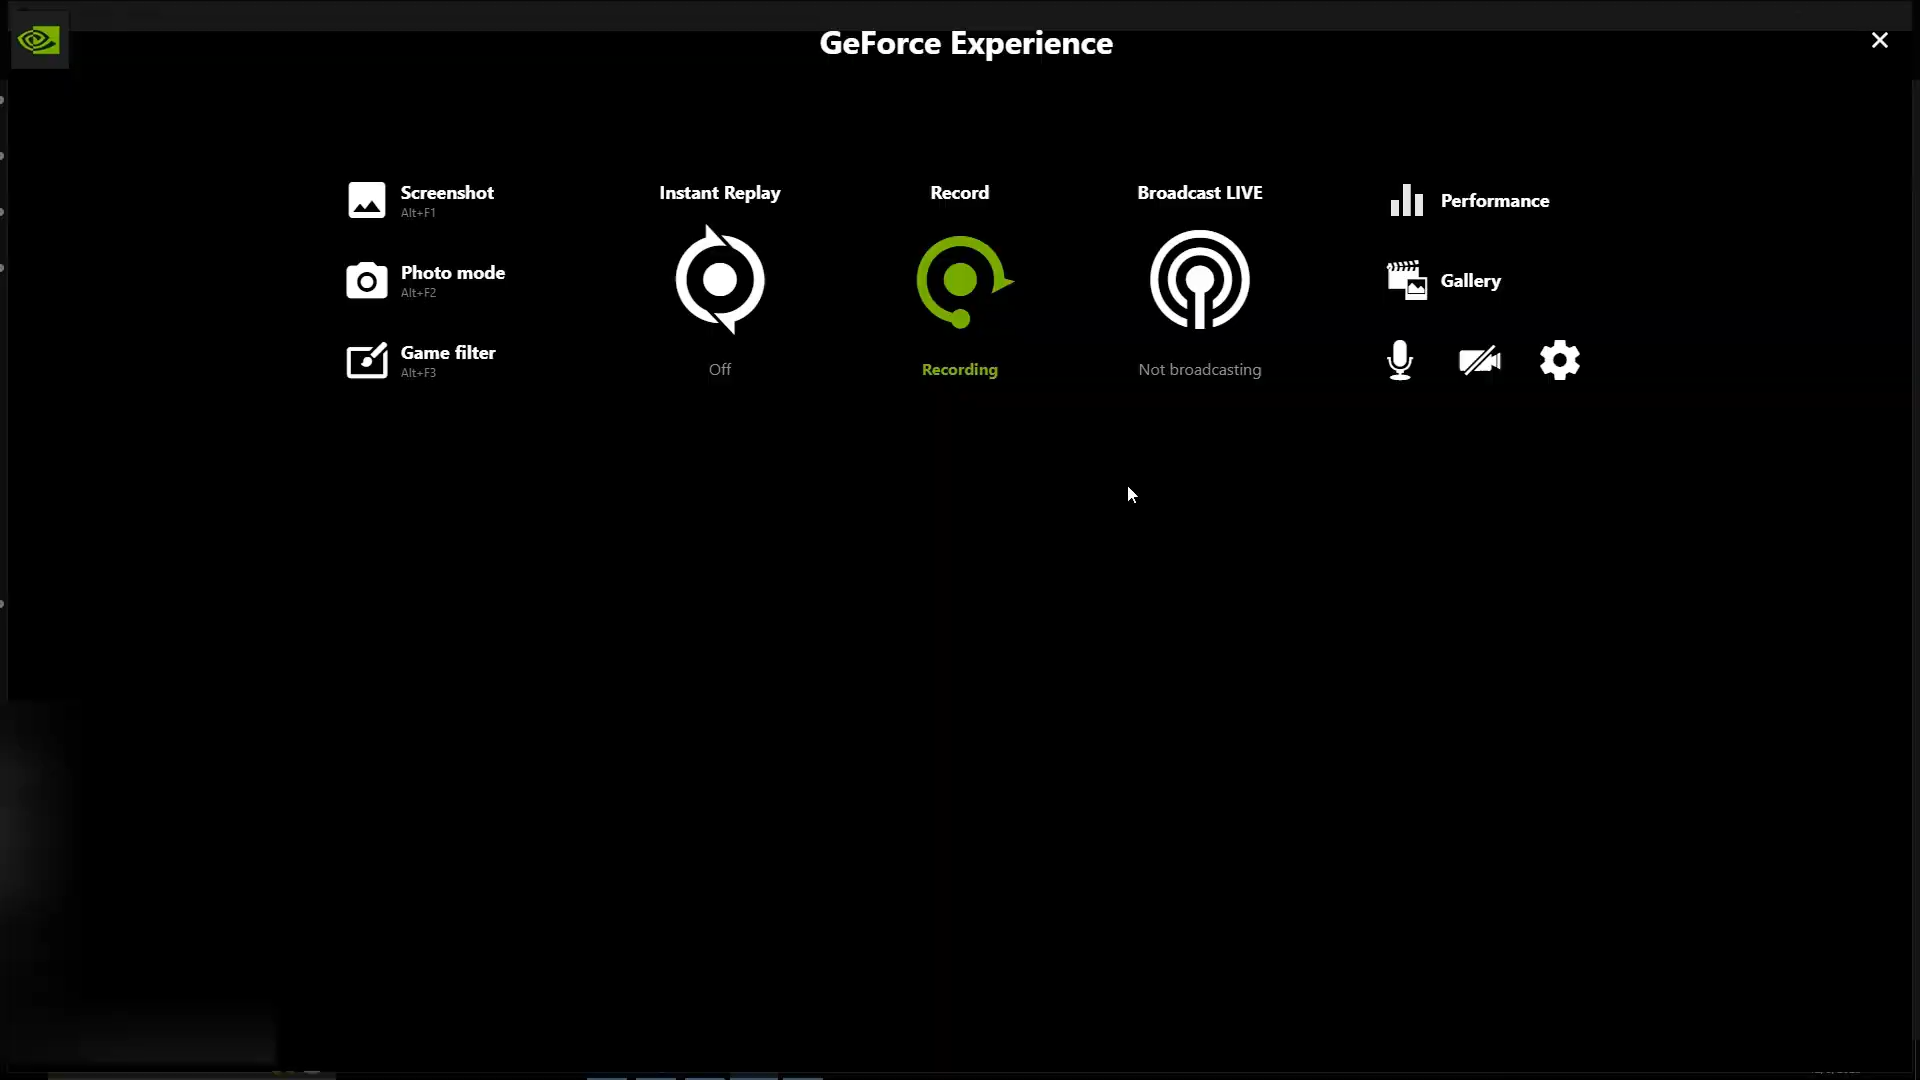 GeForce Experience
Screenshot
Alt+F1
Photo mode
Alt+F2
Game filter
Alt+F3
Instant Replay
Off
Record
Recording
Broadcast LIVE
Not broadcasting
Performance
Gallery